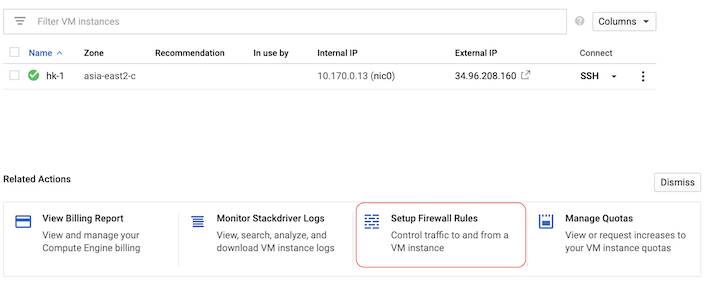 Filter VM instances
Columns
Name Zone Recommendation In use by Internal IP External IP Connect
hk-1 asia-east2-c 10.170.0.13 (nic0) 34.96.208.160 SSH
Related Actions
Dismiss
View Billing Report
View and manage your
Compute Engine billing
Monitor Stackdriver Logs
View, search, analyze, and
download VM instance logs
Setup Firewall Rules
Control traffic to and from a
VM instance
Manage Quotas
View or request increases to
your VM instance quotas